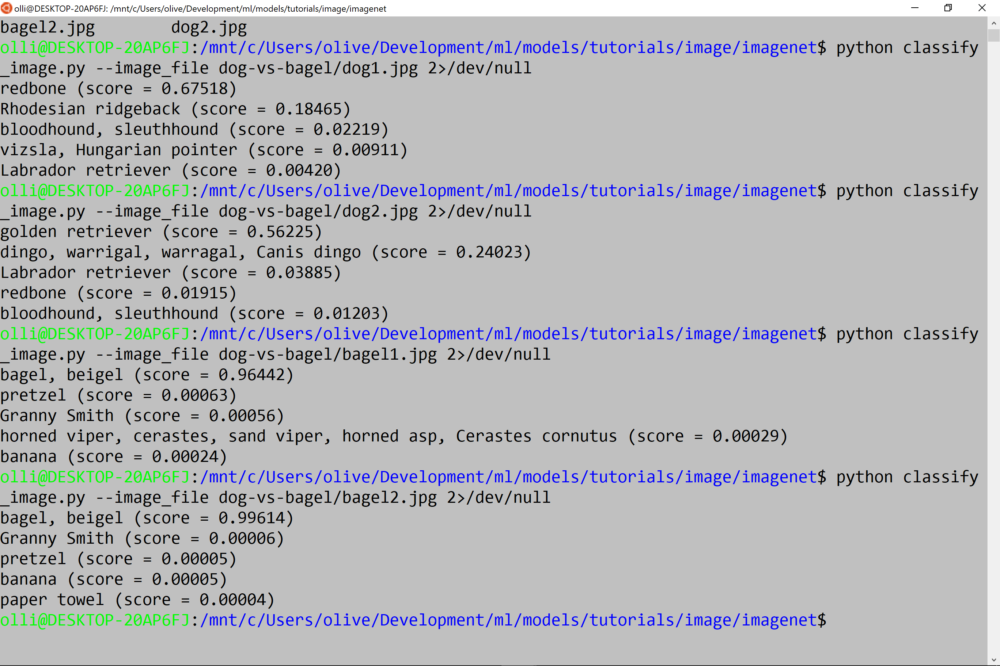 olli@DESKTOP-20AP6FJ: /mnt/c/Users/olive/Development/ml/models/tutorials/image/imagenet
bagel2.jpg        dog2.jpg
olli@DESKTOP-20AP6FJ:/mnt/c/Users/olive/Development/ml/models/tutorials/image/imagenet$ python classify
_image.py --image_file dog-vs-bagel/dog1.jpg 2>/dev/null
redbone (score = 0.67518)
Rhodesian ridgeback (score = 0.18465)
bloodhound, sleuthhound (score = 0.02219)
vizsla, Hungarian pointer (score = 0.00911)
Labrador retriever (score = 0.00420)
olli@DESKTOP-20AP6FJ:/mnt/c/Users/olive/Development/ml/models/tutorials/image/imagenet$ python classify
_image.py --image_file dog-vs-bagel/dog2.jpg 2>/dev/null
golden retriever (score = 0.56225)
dingo, warrigal, warragal, Canis dingo (score = 0.24023)
Labrador retriever (score = 0.03885)
redbone (score = 0.01915)
bloodhound, sleuthhound (score = 0.01203)
olli@DESKTOP-20AP6FJ:/mnt/c/Users/olive/Development/ml/models/tutorials/image/imagenet$ python classify
_image.py --image_file dog-vs-bagel/bagel1.jpg 2>/dev/null
bagel, beigel (score = 0.96442)
pretzel (score = 0.00063)
Granny Smith (score = 0.00056)
horned viper, cerastes, sand viper, horned asp, Cerastes cornutus (score = 0.00029)
banana (score = 0.00024)
olli@DESKTOP-20AP6FJ:/mnt/c/Users/olive/Development/ml/models/tutorials/image/imagenet$ python classify
_image.py --image_file dog-vs-bagel/bagel2.jpg 2>/dev/null
bagel, beigel (score = 0.99614)
Granny Smith (score = 0.00006)
pretzel (score = 0.00005)
banana (score = 0.00005)
paper towel (score = 0.00004)
olli@DESKTOP-20AP6FJ:/mnt/c/Users/olive/Development/ml/models/tutorials/image/imagenet$